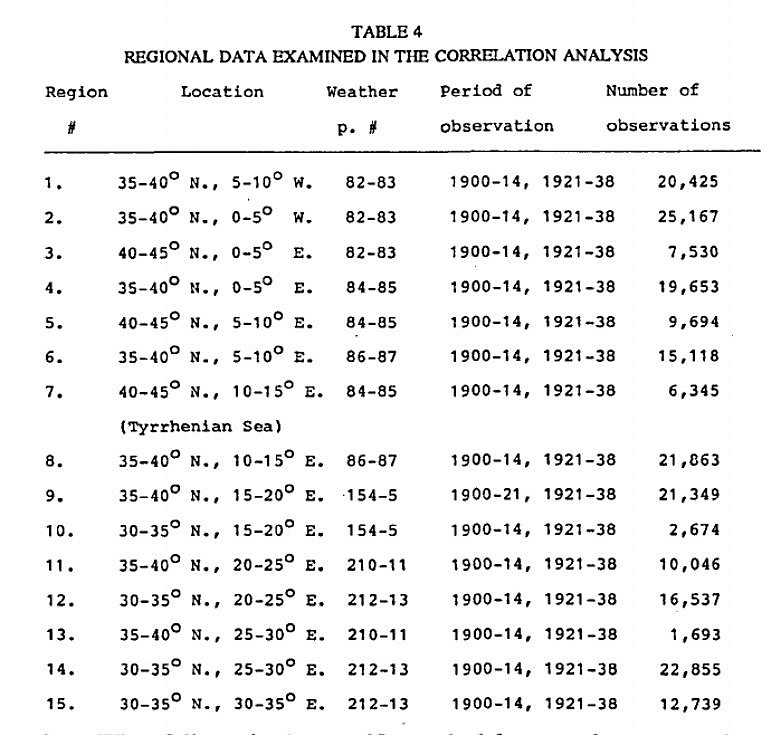 TABLE 4
REGIONAL DATA EXAMINED IN THE CORRELATION ANALYSIS
Region Location Weather Period of Number of
# p. # observation observations
1. 35-40° N., 5-10° W. 82-83 1900-14, 1921-38 20,425
2. 35-40° N., 0-5° W. 82-83 1900-14, 1921-38 25,167
3. 40-45° N., 0-5° E. 82-83 1900-14, 1921-38 7,530
4. 35-40° N., 0-5° E. 84-85 1900-14, 1921-38 19,653
5. 40-45° N., 5-10° E. 84-85 1900-14, 1921-38 9,694
6. 35-40° N., 5-10° E. 86-87 1900-14, 1921-38 15,118
7. 40-45° N., 10-15° E. 84-85 1900-14, 1921-38 6,345
(Tyrrhenian Sea)
8. 35-40° N., 10-15° E. 86-87 1900-14, 1921-38 21,863
9. 35-40° N., 15-20° E. 154-5 1900-21, 1921-38 21,349
10. 30-35° N., 15-20° E. 154-5 1900-14, 1921-38 2,674
11. 35-40° N., 20-25° E. 210-11 1900-14, 1921-38 10,046
12. 30-35° N., 20-25° E. 212-13 1900-14, 1921-38 16,537
13. 35-40° N., 25-30° E. 210-11 1900-14, 1921-38 1,693
14. 30-35° N., 25-30° E. 212-13 1900-14, 1921-38 22,855
15. 30-35° N., 30-35° E. 212-13 1900-14, 1921-38 12,739